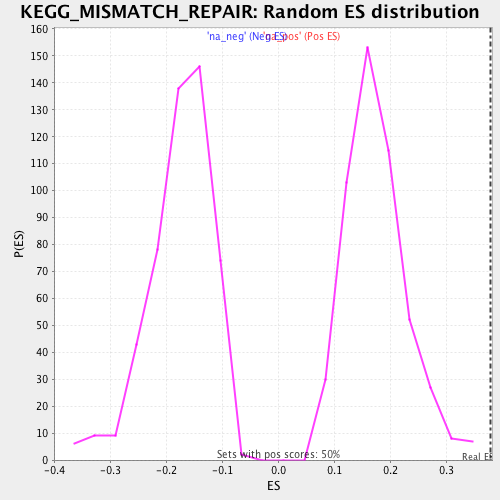 KEGG_MISMATCH_REPAIR: Random ES distribution
'na_neg' (Neg ES)
'na_pos' (Pos ES)
160
150
140
130
120
110
100
90
80
70
60
50
40
30
20
10
0
P(ES)
Sets with pos scores: 50%
Real ES
-0.4 -0.3 -0.2 -0.1 0.0 0.1 0.2 0.3
ES